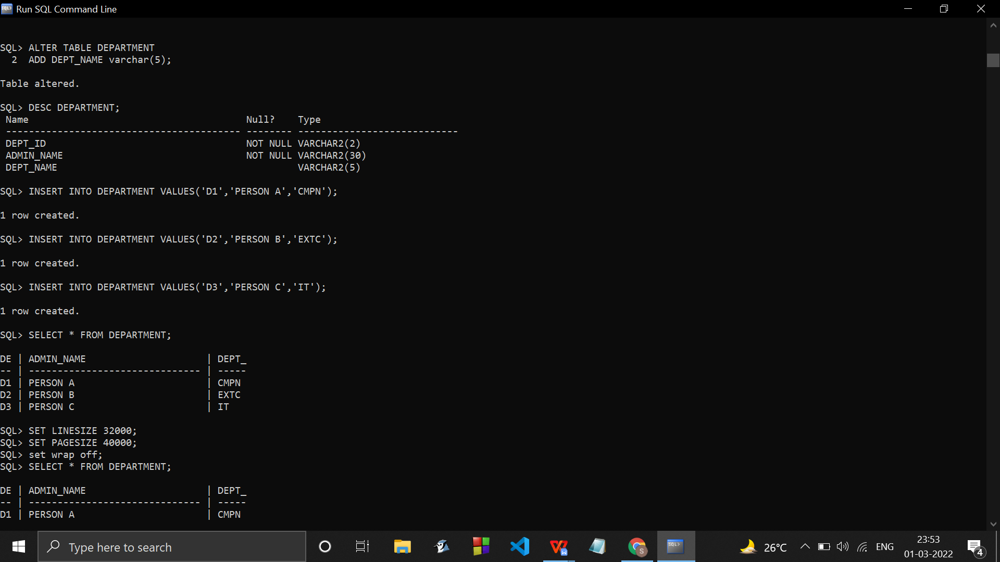 Run SQL Command Line
SQL> ALTER TABLE DEPARTMENT
  2  ADD DEPT_NAME varchar(5);
Table altered.
SQL> DESC DEPARTMENT;
 Name                                      Null?    Type
 ----------------------------------------- -------- ----------------------------
 DEPT_ID                                   NOT NULL VARCHAR2(2)
 ADMIN_NAME                                NOT NULL VARCHAR2(30)
 DEPT_NAME                                          VARCHAR2(5)
SQL> INSERT INTO DEPARTMENT VALUES('D1','PERSON A','CMPN');
1 row created.
SQL> INSERT INTO DEPARTMENT VALUES('D2','PERSON B','EXTC');
1 row created.
SQL> INSERT INTO DEPARTMENT VALUES('D3','PERSON C','IT');
1 row created.
SQL> SELECT * FROM DEPARTMENT;
DE | ADMIN_NAME                     | DEPT_
-- | ------------------------------ | -----
D1 | PERSON A                       | CMPN
D2 | PERSON B                       | EXTC
D3 | PERSON C                       | IT
SQL> SET LINESIZE 32000;
SQL> SET PAGESIZE 40000;
SQL> set wrap off;
SQL> SELECT * FROM DEPARTMENT;
DE | ADMIN_NAME                     | DEPT_
-- | ------------------------------ | -----
D1 | PERSON A                       | CMPN
Type here to search
26°C
ENG
23:53
01-03-2022
4